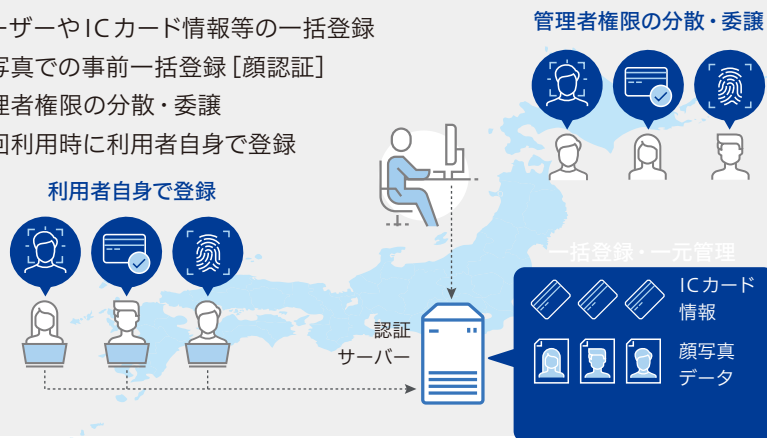 ーザーやICカード情報等の一括登録
写真での事前一括登録［顔認証］
理者権限の分散・委譲
回利用時に利用者自身で登録
管理者権限の分散・委譲
利用者自身で登録
一括登録・一元管理
ICカード
情報
顔写真
データ
認証
サーバー